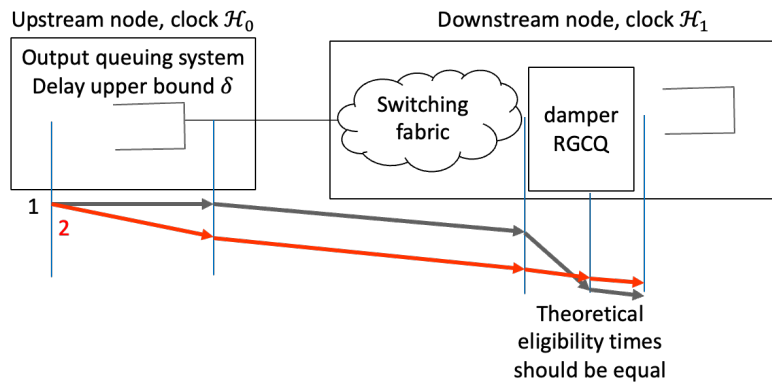 Upstream node, clock ℋ₀
Downstream node, clock ℋ₁
Output queuing system
Delay upper bound δ
Switching
fabric
damper
RGCQ
1
2
Theoretical
eligibility times
should be equal